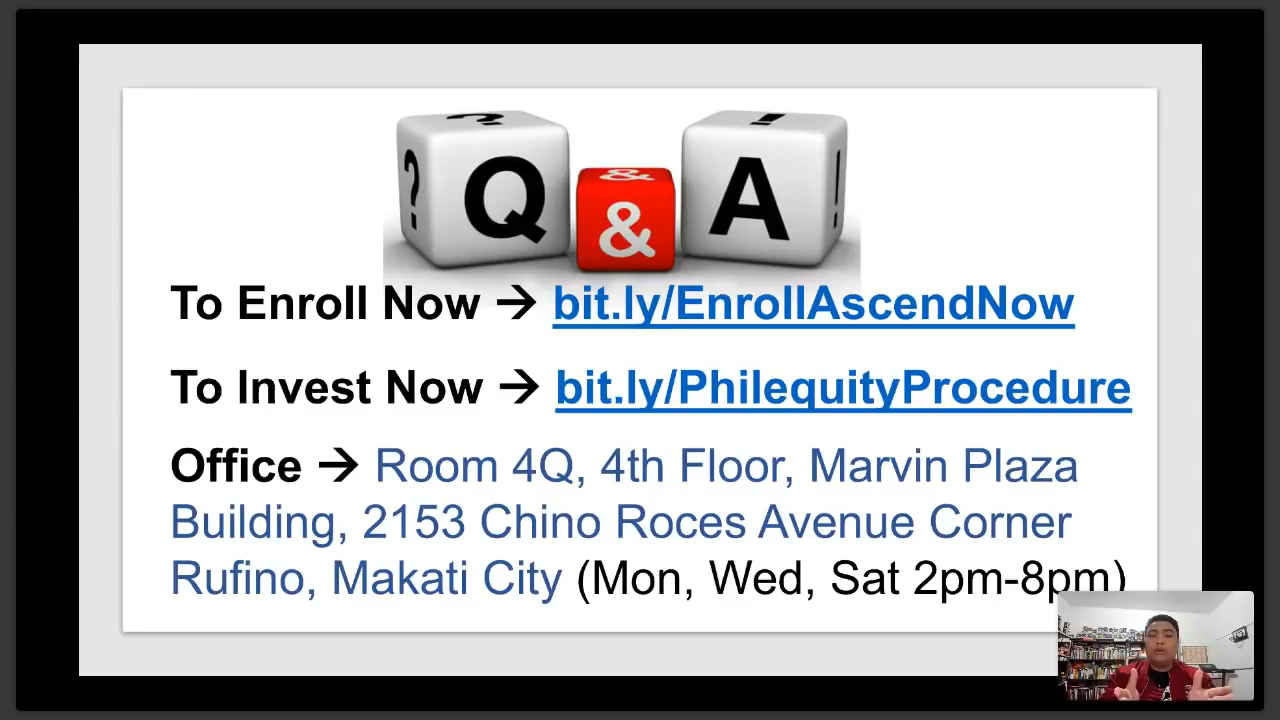 ? ? Q & & ! A !
To Enroll Now → bit.ly/EnrollAscendNow
To Invest Now → bit.ly/PhilequityProcedure
Office → Room 4Q, 4th Floor, Marvin Plaza
Building, 2153 Chino Roces Avenue Corner
Rufino, Makati City (Mon, Wed, Sat 2pm-8pm)